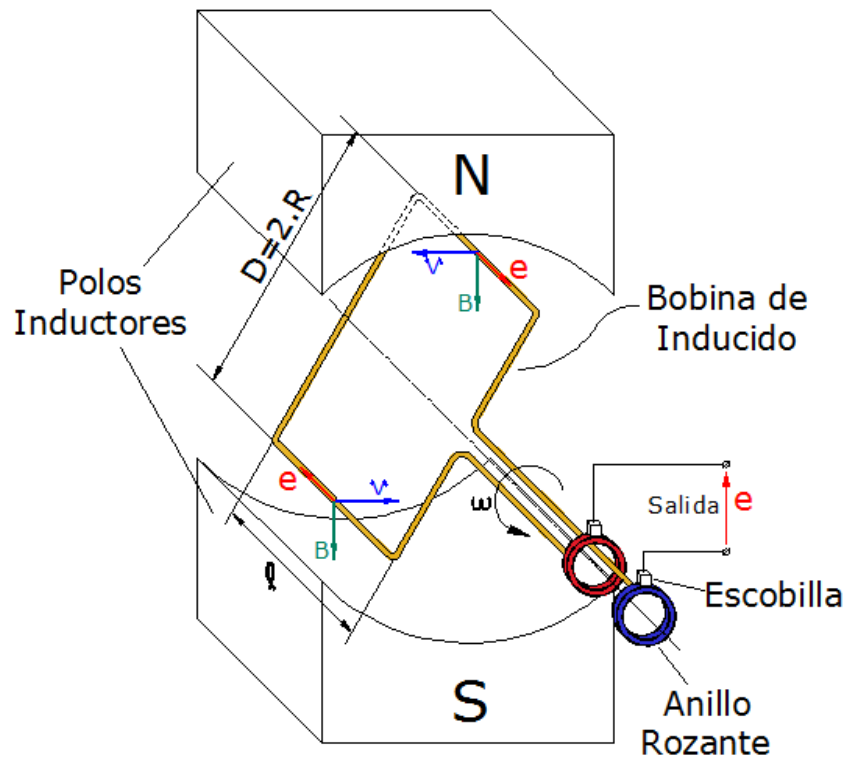 N
D=2.R
Polos
Inductores
v
e
B
Bobina de
Inducido
e
v
B
ω
Salida
e
ℓ
Escobilla
S
Anillo
Rozante